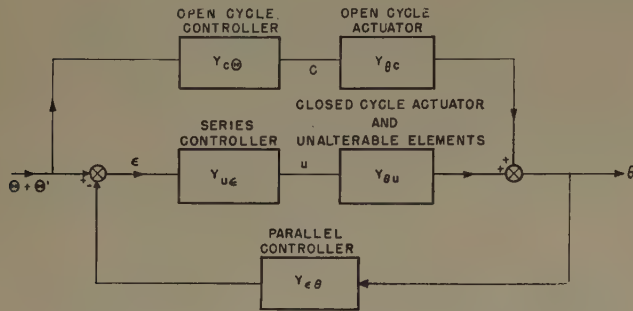 OPEN CYCLE CONTROLLER
OPEN CYCLE ACTUATOR
Y_cΘ
C
Y_θc
CLOSED CYCLE ACTUATOR AND UNALTERABLE ELEMENTS
SERIES CONTROLLER
Θ + Θ'
+
-
ϵ
Y_uϵ
u
Y_θu
+
+
θ
PARALLEL CONTROLLER
Y_ϵθ